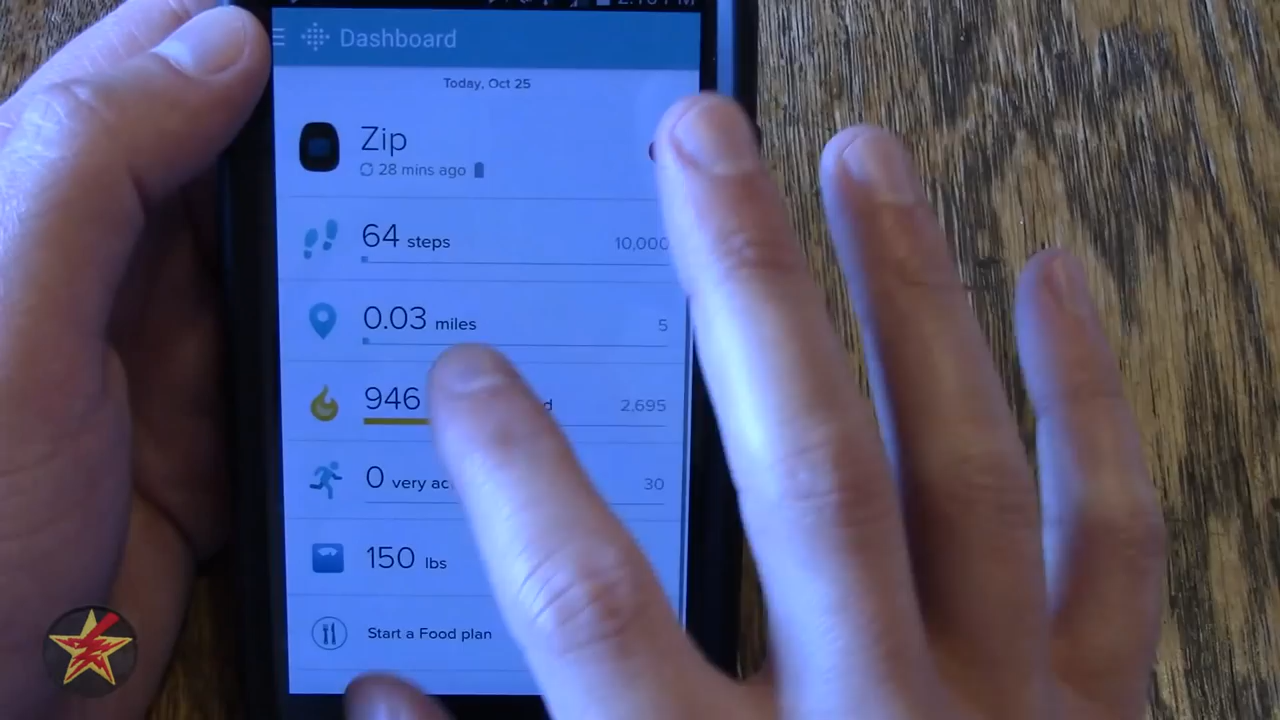 Dashboard
Today, Oct 25
Zip
28 mins ago
64 steps 10,000
0.03 miles 5
946 2,695
0 very 30
150 lbs
Start a Food plan